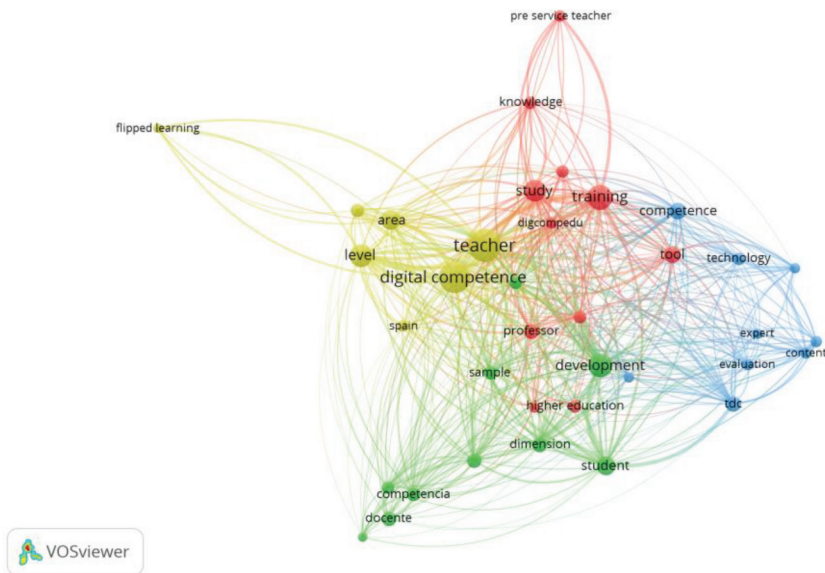 pre service teacher
knowledge
flipped learning
study
training
area
digcompedu
competence
teacher
level
tool
technology
digital competence
spain
professor
expert
content
development
evaluation
sample
higher education
tdc
dimension
student
competencia
docente
VOSviewer